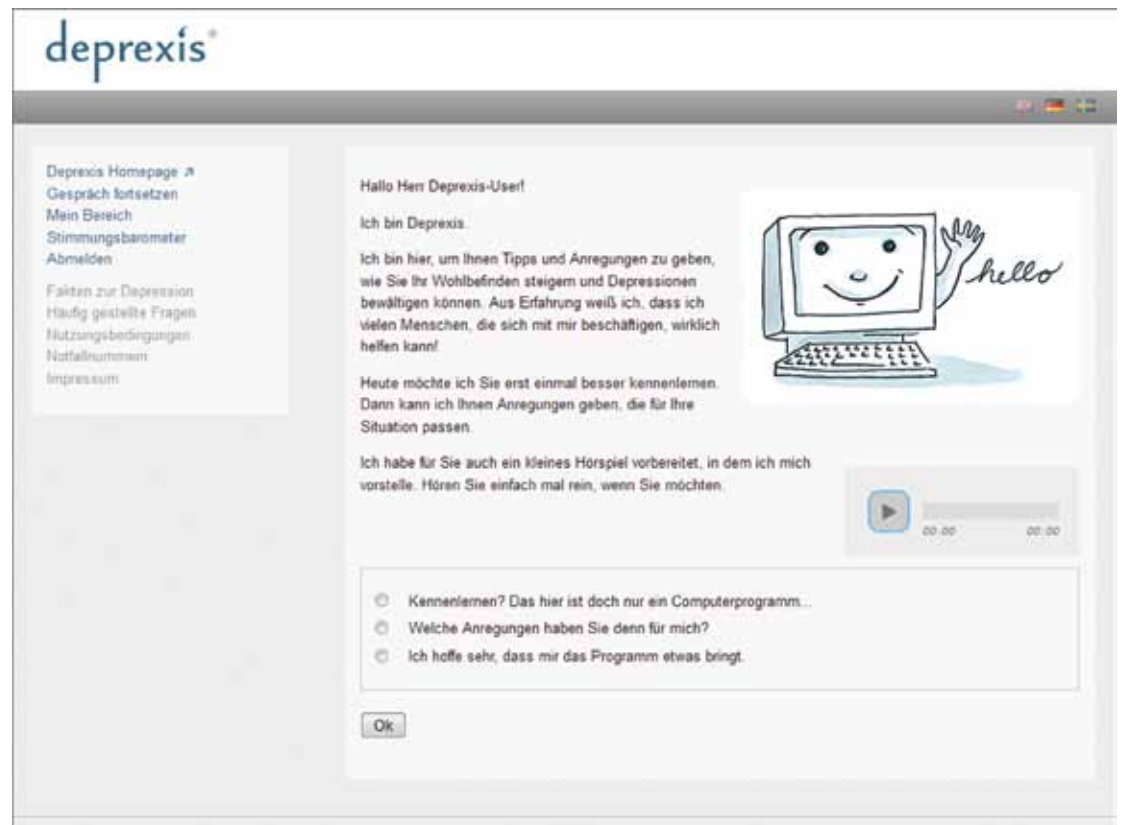 deprexis®
Deprexis Homepage
Gespräch fortsetzen
Mein Bereich
Stimmungsbarometer
Abmelden
Fakten zur Depression
Häufig gestellte Fragen
Nutzungsbedingungen
Notfallnummern
Impressum
Hallo Herr Deprexis-User!
Ich bin Deprexis.
Ich bin hier, um Ihnen Tipps und Anregungen zu geben,
wie Sie Ihr Wohlbefinden steigern und Depressionen
bewältigen können. Aus Erfahrung weiß ich, dass ich
vielen Menschen, die sich mit mir beschäftigen, wirklich
helfen kann!
Heute möchte ich Sie erst einmal besser kennenlernen.
Dann kann ich Ihnen Anregungen geben, die für Ihre
Situation passen.
Ich habe für Sie auch ein kleines Hörspiel vorbereitet, in dem ich mich
vorstelle. Hören Sie einfach mal rein, wenn Sie möchten.
hello
00:00 00:00
Kennenlernen? Das hier ist doch nur ein Computerprogramm...
Welche Anregungen haben Sie denn für mich?
Ich hoffe sehr, dass mir das Programm etwas bringt.
Ok